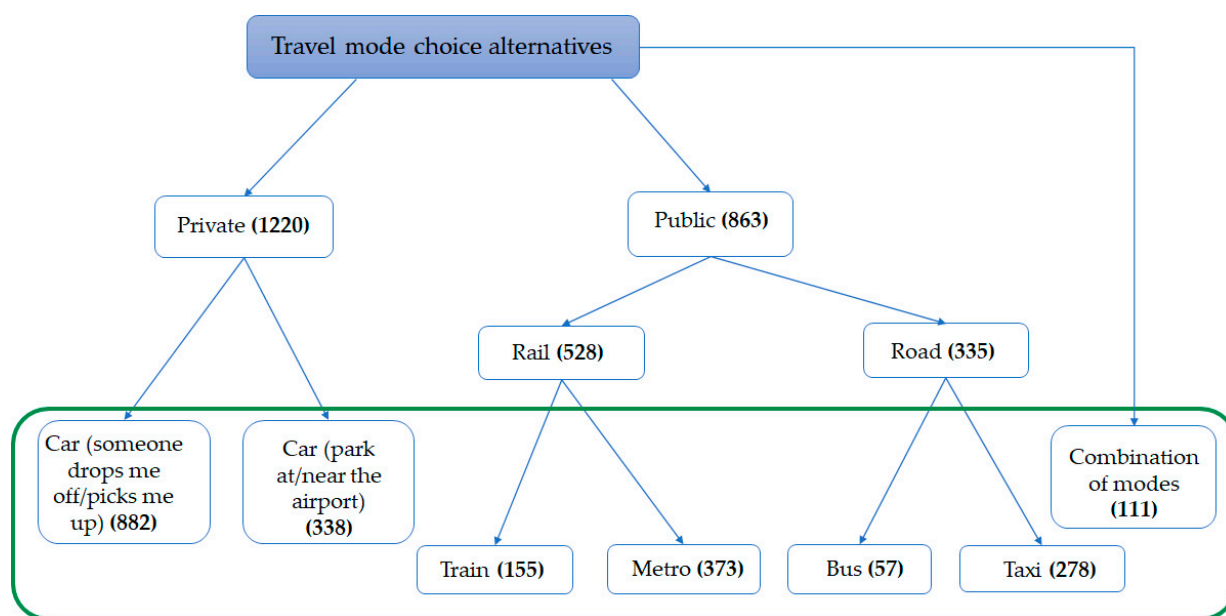 Travel mode choice alternatives
Private (1220)
Public (863)
Rail (528)
Road (335)
Car (someone
drops me
off/picks me
up) (882)
Car (park
at/near the
airport)
(338)
Combination
of modes
(111)
Train (155)
Metro (373)
Bus (57)
Taxi (278)